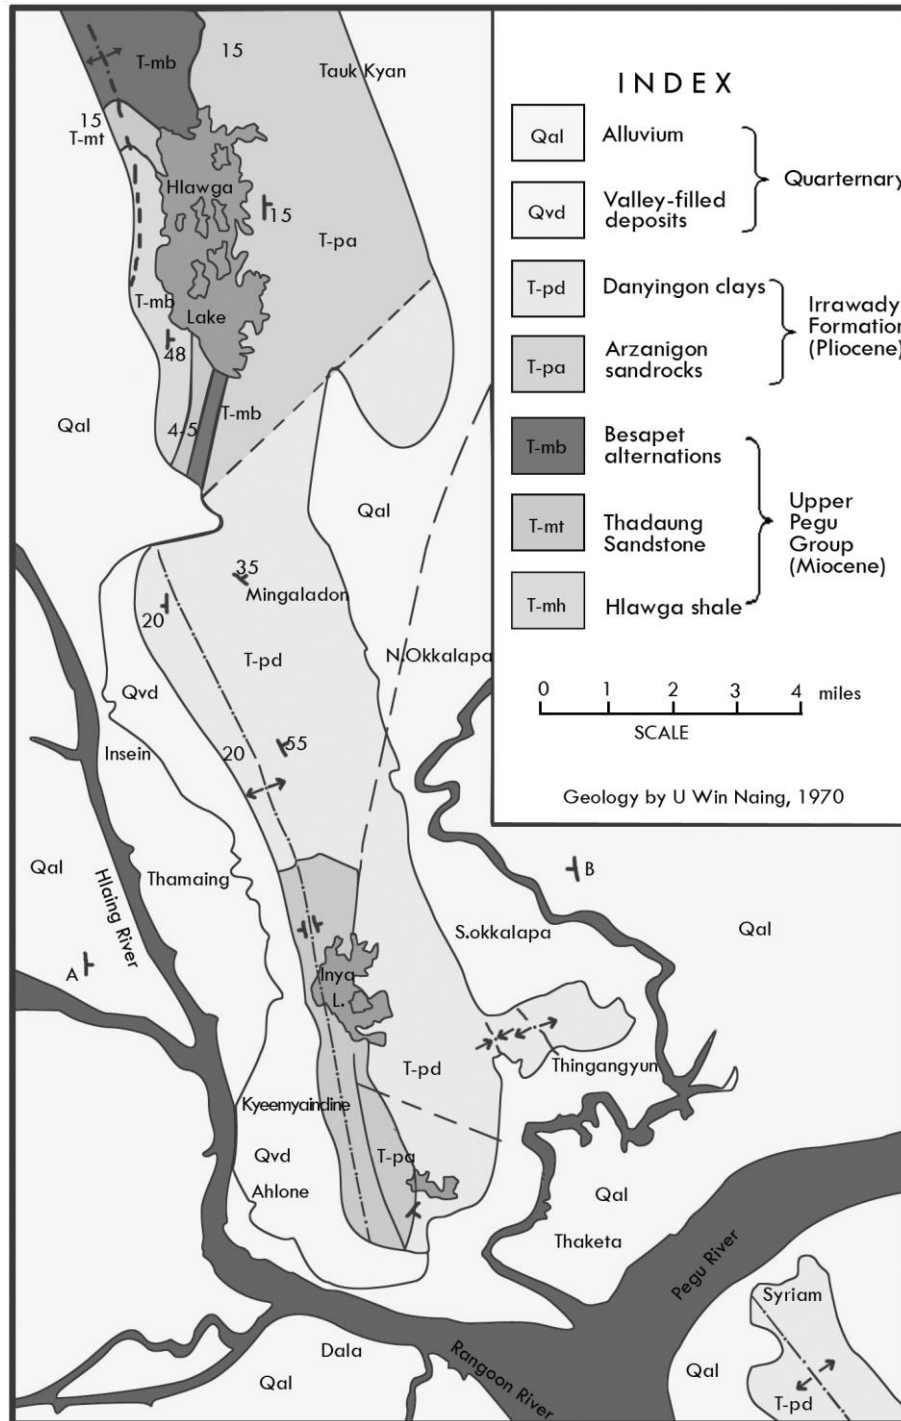 T-mb
15
Tauk Kyan
15
T-mt
Hlawga
15
T-pa
T-mb
Lake
48
T-mb
4-5
Qal
Qal
35
Mingaladon
20
T-pd
N.Okkalapa
Qvd
Insein
20
55
Qal
Thamaing
Hlaing River
B
S.okkalapa
Qal
A
Inya
L.
T-pd
Thingangyun
Kyeemyaindine
T-pa
Qvd
Ahlone
Qal
Thaketa
Pegu River
Syriam
Dala
Qal
Rangoon River
Qal
T-pd
INDEX
Qal Alluvium
Quarternary
Qvd Valley-filled
deposits
T-pd Danyingon clays
Irrawady
Formation
(Pliocene)
T-pa Arzanigon
sandrocks
T-mb Besapet
alternations
Upper
Pegu
Group
(Miocene)
T-mt Thadaung
Sandstone
T-mh Hlawga shale
0 1 2 3 4 miles
SCALE
Geology by U Win Naing, 1970